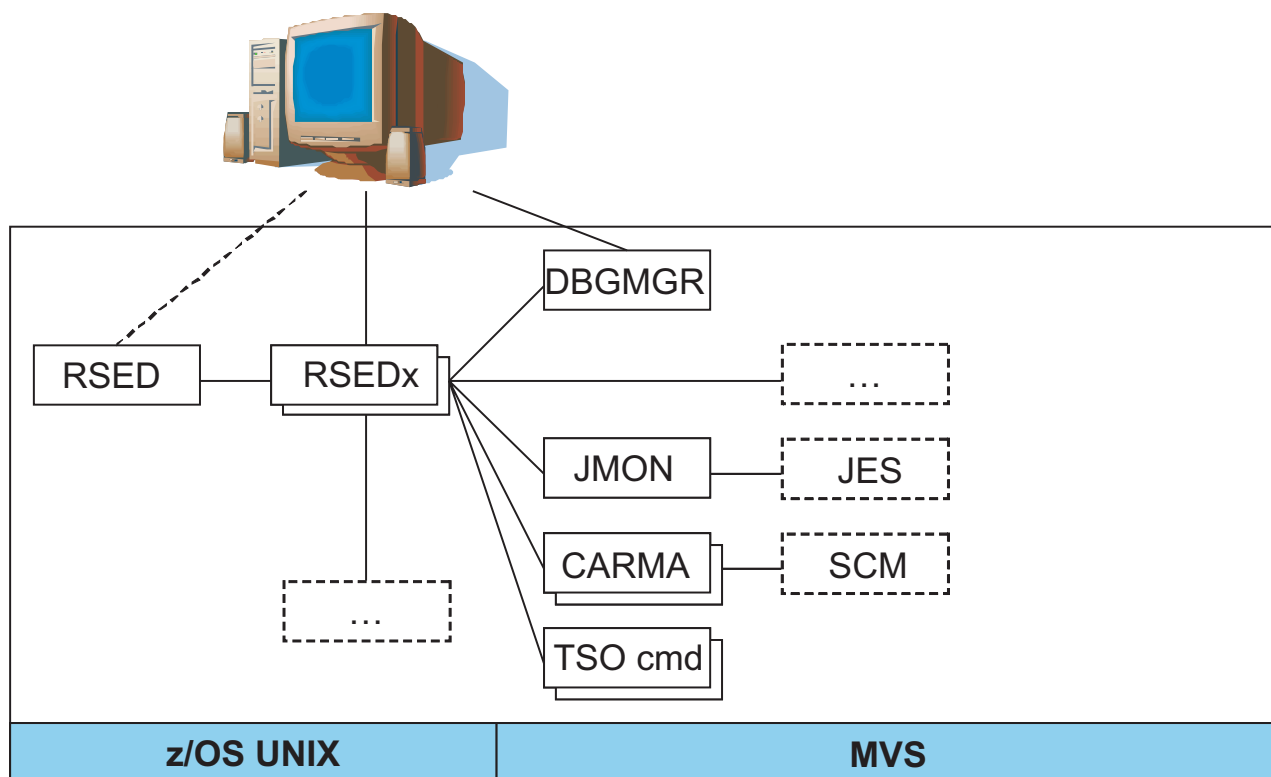 DBGMGR
RSED
RSEDx
...
JMON
JES
CARMA
SCM
...
TSO cmd
z/OS UNIX
MVS